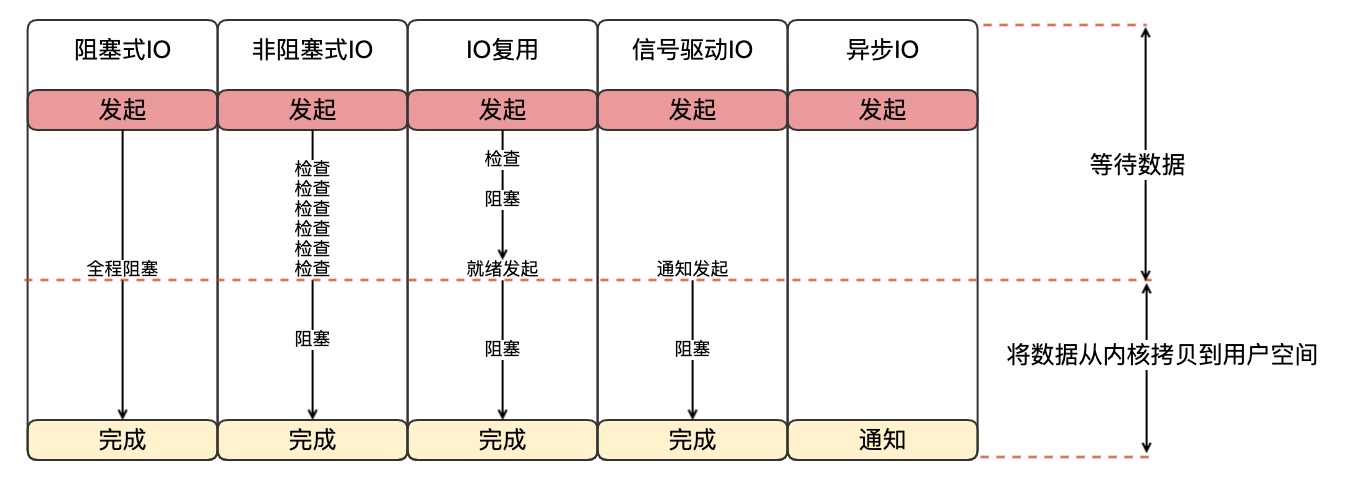 阻塞式IO
非阻塞式IO
IO复用
信号驱动IO
异步IO
发起
发起
发起
发起
发起
检查
检查
检查
检查
检查
检查
检查
阻塞
等待数据
全程阻塞
就绪发起
通知发起
阻塞
阻塞
阻塞
将数据从内核拷贝到用户空间
完成
完成
完成
完成
通知